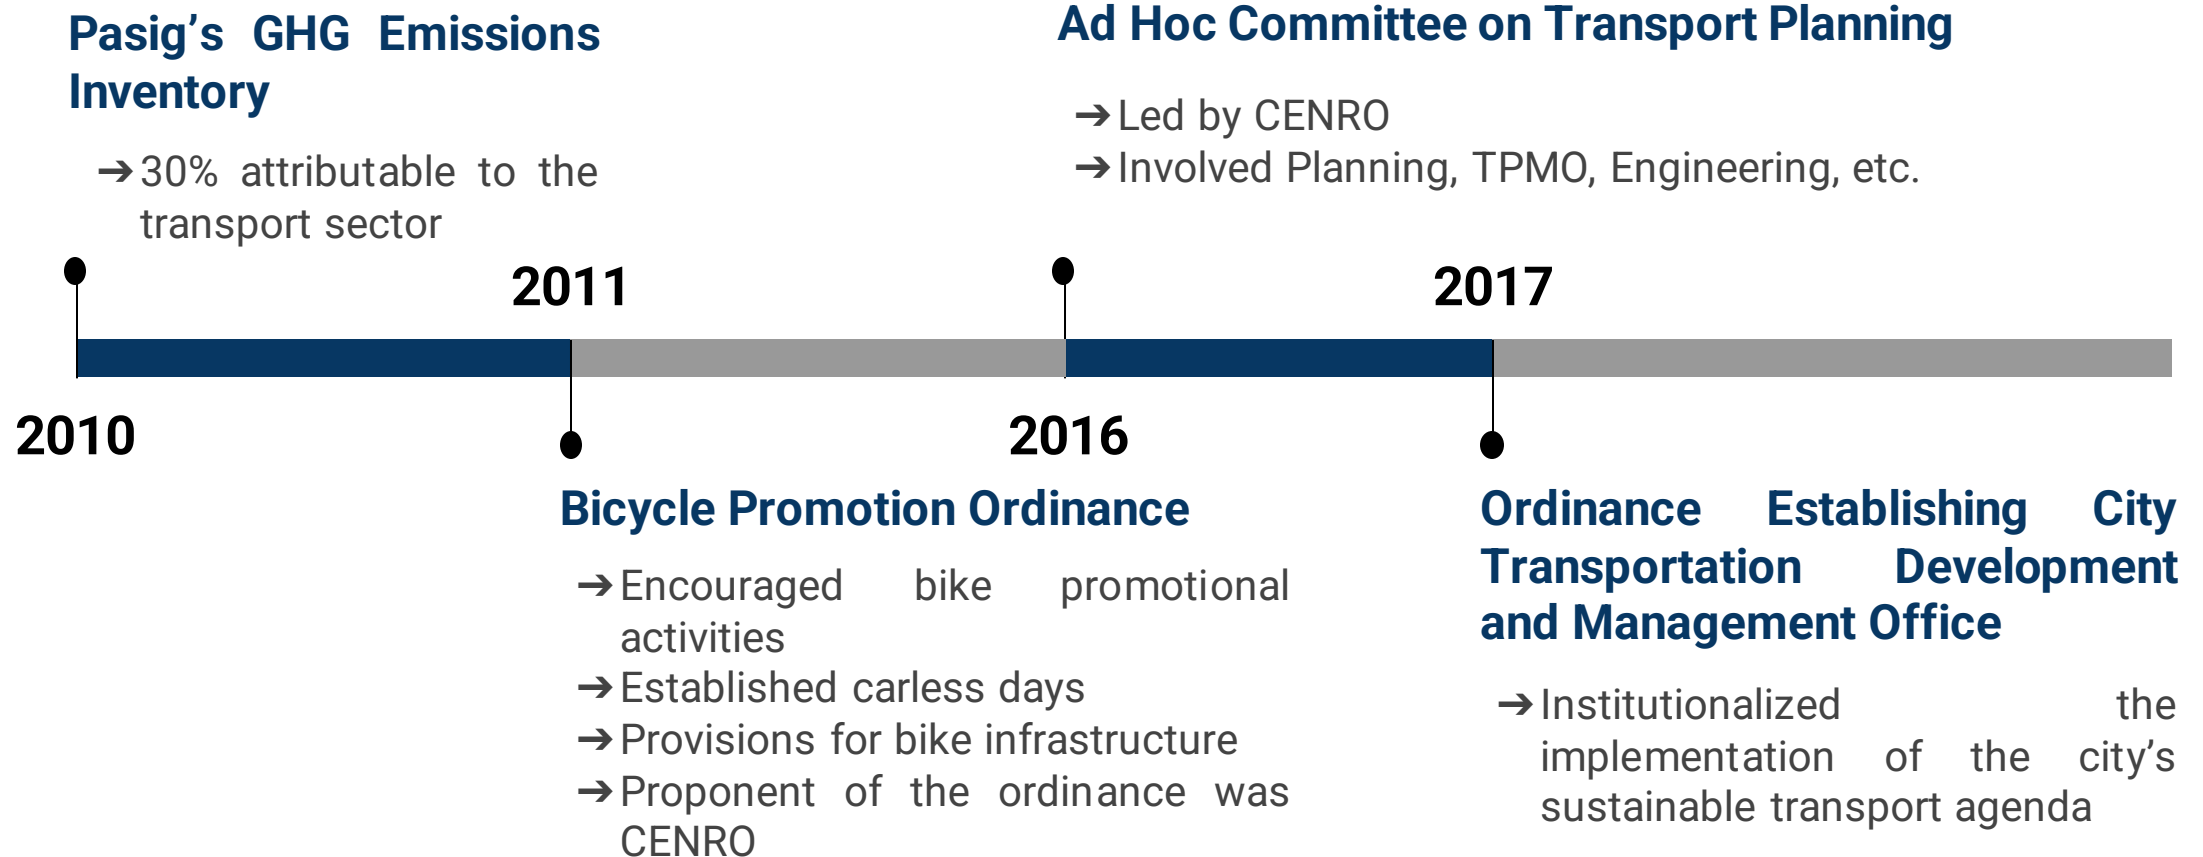 Pasig’s GHG Emissions
Inventory
➔ 30% attributable to the
transport sector
2010
2011
Bicycle Promotion Ordinance
➔ Encouraged bike promotional
activities
➔ Established carless days
➔ Provisions for bike infrastructure
➔ Proponent of the ordinance was
CENRO
Ad Hoc Committee on Transport Planning
➔ Led by CENRO
➔ Involved Planning, TPMO, Engineering, etc.
2016
2017
Ordinance Establishing City
Transportation Development
and Management Office
➔ Institutionalized the
implementation of the city’s
sustainable transport agenda